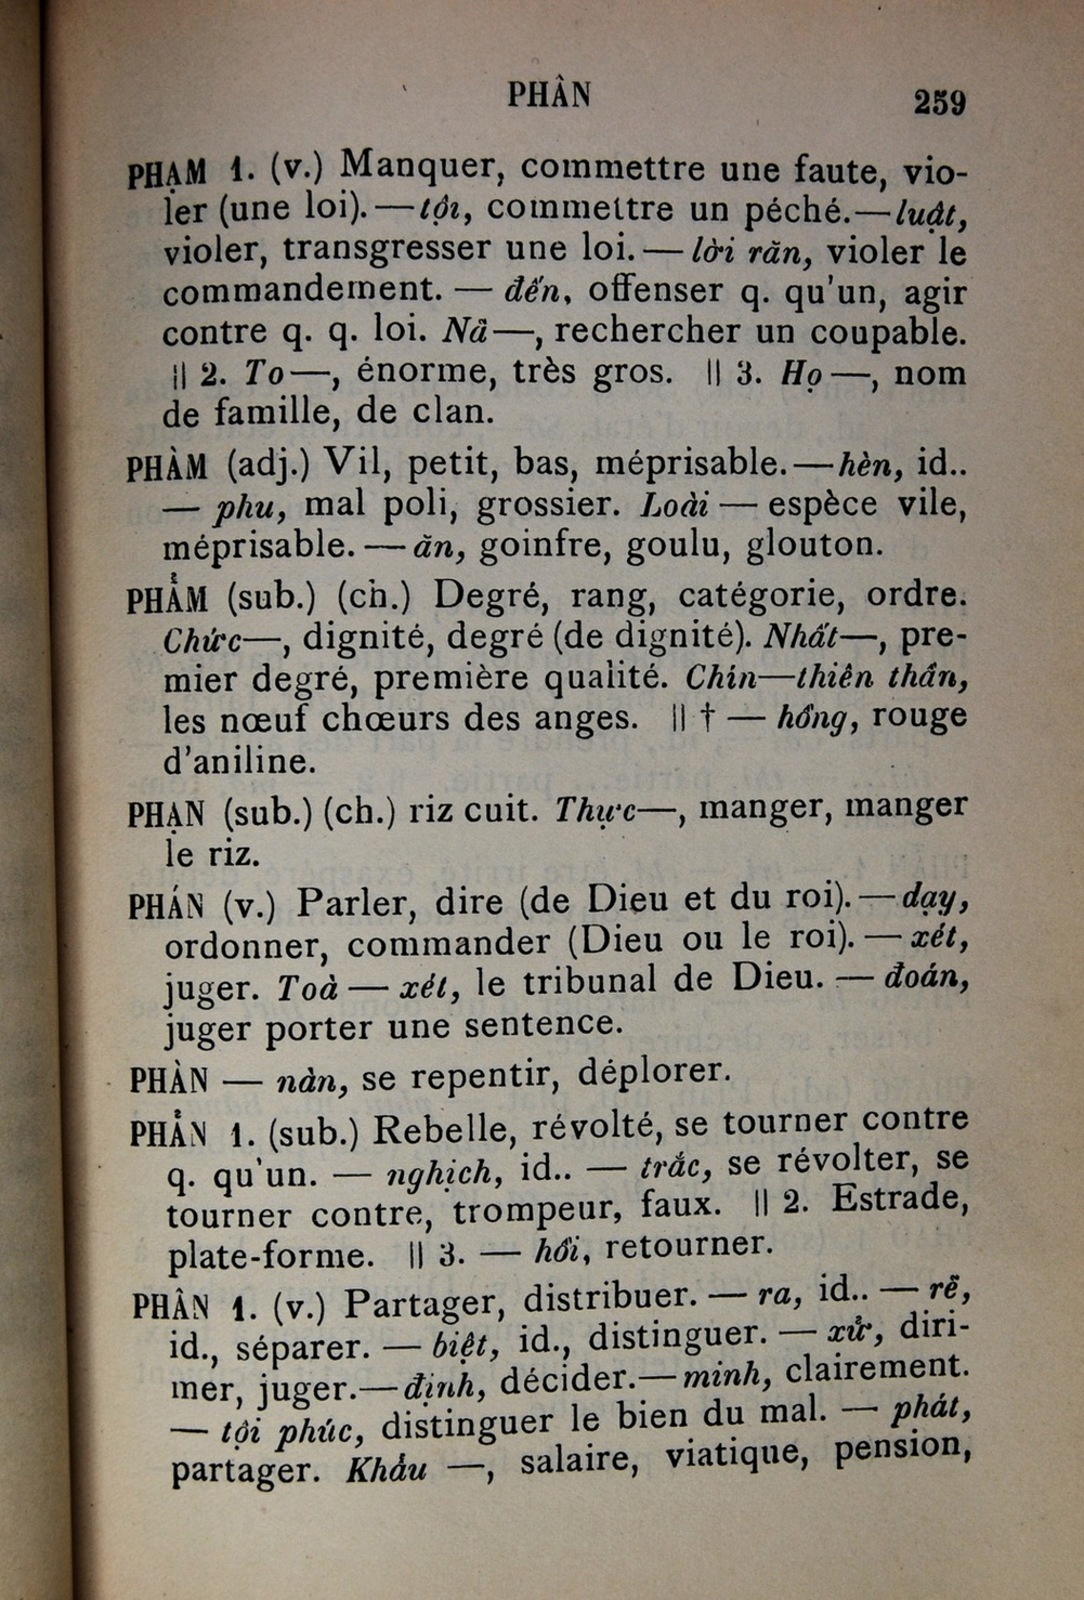 PHÂN 259
PHẠM 1. (v.) Manquer, commettre une faute, vio-
ler (une loi). — tội, commettre un péché. — luật,
violer, transgresser une loi. — lời răn, violer le
commandement. — đến, offenser q. qu'un, agir
contre q. q. loi. Nã —, rechercher un coupable.
|| 2. To —, énorme, très gros. || 3. Họ —, nom
de famille, de clan.
PHÀM (adj.) Vil, petit, bas, méprisable. — hèn, id..
— phu, mal poli, grossier. Loài — espèce vile,
méprisable. — ăn, goinfre, goulu, glouton.
PHẨM (sub.) (ch.) Degré, rang, catégorie, ordre.
Chức —, dignité, degré (de dignité). Nhất —, pre-
mier degré, première qualité. Chín — thiên thần,
les nœuf chœurs des anges. || † — hồng, rouge
d'aniline.
PHẠN (sub.) (ch.) riz cuit. Thực —, manger, manger
le riz.
PHÁN (v.) Parler, dire (de Dieu et du roi). — dạy,
ordonner, commander (Dieu ou le roi). — xét,
juger. Toà — xét, le tribunal de Dieu. — đoán,
juger porter une sentence.
PHÀN — nàn, se repentir, déplorer.
PHẢN 1. (sub.) Rebelle, révolté, se tourner contre
q. qu'un. — nghịch, id.. — trắc, se révolter, se
tourner contre, trompeur, faux. || 2. Estrade,
plate-forme. || 3. — hồi, retourner.
PHÂN 1. (v.) Partager, distribuer. — ra, id.. — rẽ,
id., séparer. — biệt, id., distinguer. — xử, diri-
mer, juger. — định, décider. — minh, clairement.
— tội phúc, distinguer le bien du mal. — phát,
partager. Khẩu —, salaire, viatique, pension,